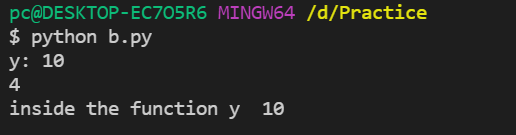 pc@DESKTOP-EC7O5R6 MINGW64 /d/Practice
$ python b.py
y: 10
4
inside the function y  10